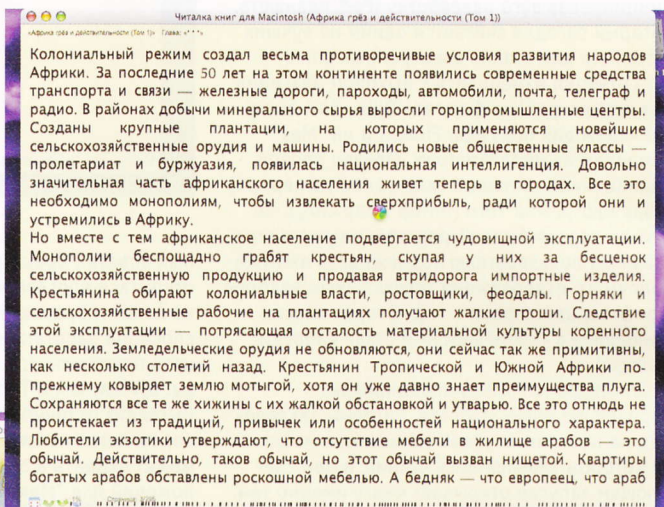 Читалка книг для Macintosh (Африка грёз и действительности (Том 1))
«Африка грёз и действительности (Том 1)» Глава: «* * *»
Колониальный режим создал весьма противоречивые условия развития народов
Африки. За последние 50 лет на этом континенте появились современные средства
транспорта и связи — железные дороги, пароходы, автомобили, почта, телеграф и
радио. В районах добычи минерального сырья выросли горнопромышленные центры.
Созданы крупные плантации, на которых применяются новейшие
сельскохозяйственные орудия и машины. Родились новые общественные классы —
пролетариат и буржуазия, появилась национальная интеллигенция. Довольно
значительная часть африканского населения живет теперь в городах. Все это
необходимо монополиям, чтобы извлекать сверхприбыль, ради которой они и
устремились в Африку.
Но вместе с тем африканское население подвергается чудовищной эксплуатации.
Монополии беспощадно грабят крестьян, скупая у них за бесценок
сельскохозяйственную продукцию и продавая втридорога импортные изделия.
Крестьянина обирают колониальные власти, ростовщики, феодалы. Горняки и
сельскохозяйственные рабочие на плантациях получают жалкие гроши. Следствие
этой эксплуатации — потрясающая отсталость материальной культуры коренного
населения. Земледельческие орудия не обновляются, они сейчас так же примитивны,
как несколько столетий назад. Крестьянин Тропической и Южной Африки по-
прежнему ковыряет землю мотыгой, хотя он уже давно знает преимущества плуга.
Сохраняются все те же хижины с их жалкой обстановкой и утварью. Все это отнюдь не
проистекает из традиций, привычек или особенностей национального характера.
Любители экзотики утверждают, что отсутствие мебели в жилище арабов — это
обычай. Действительно, таков обычай, но этот обычай вызван нищетой. Квартиры
богатых арабов обставлены роскошной мебелью. А бедняк — что европеец, что араб